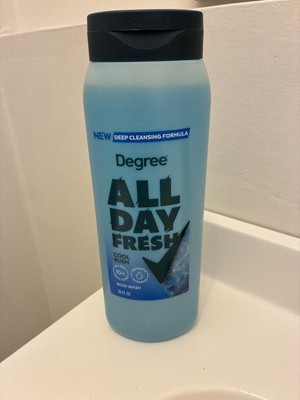 NEW DEEP CLEANSING FORMULA
Degree
ALL
DAY
FRESH
COOL
RUSH
BODY WASH